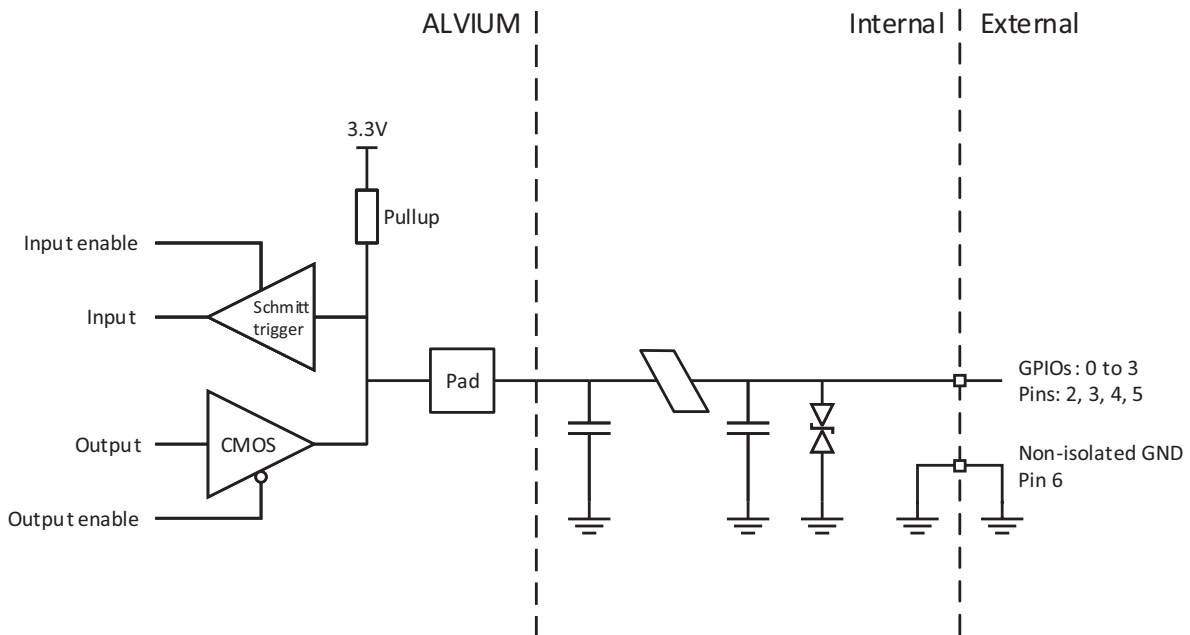 ALVIUM
Internal
External
3.3V
Pullup
Input enable
Schmitt
trigger
Input
Pad
GPIOs: 0 to 3
Pins: 2, 3, 4, 5
CMOS
Output
Output enable
Non-isolated GND
Pin 6